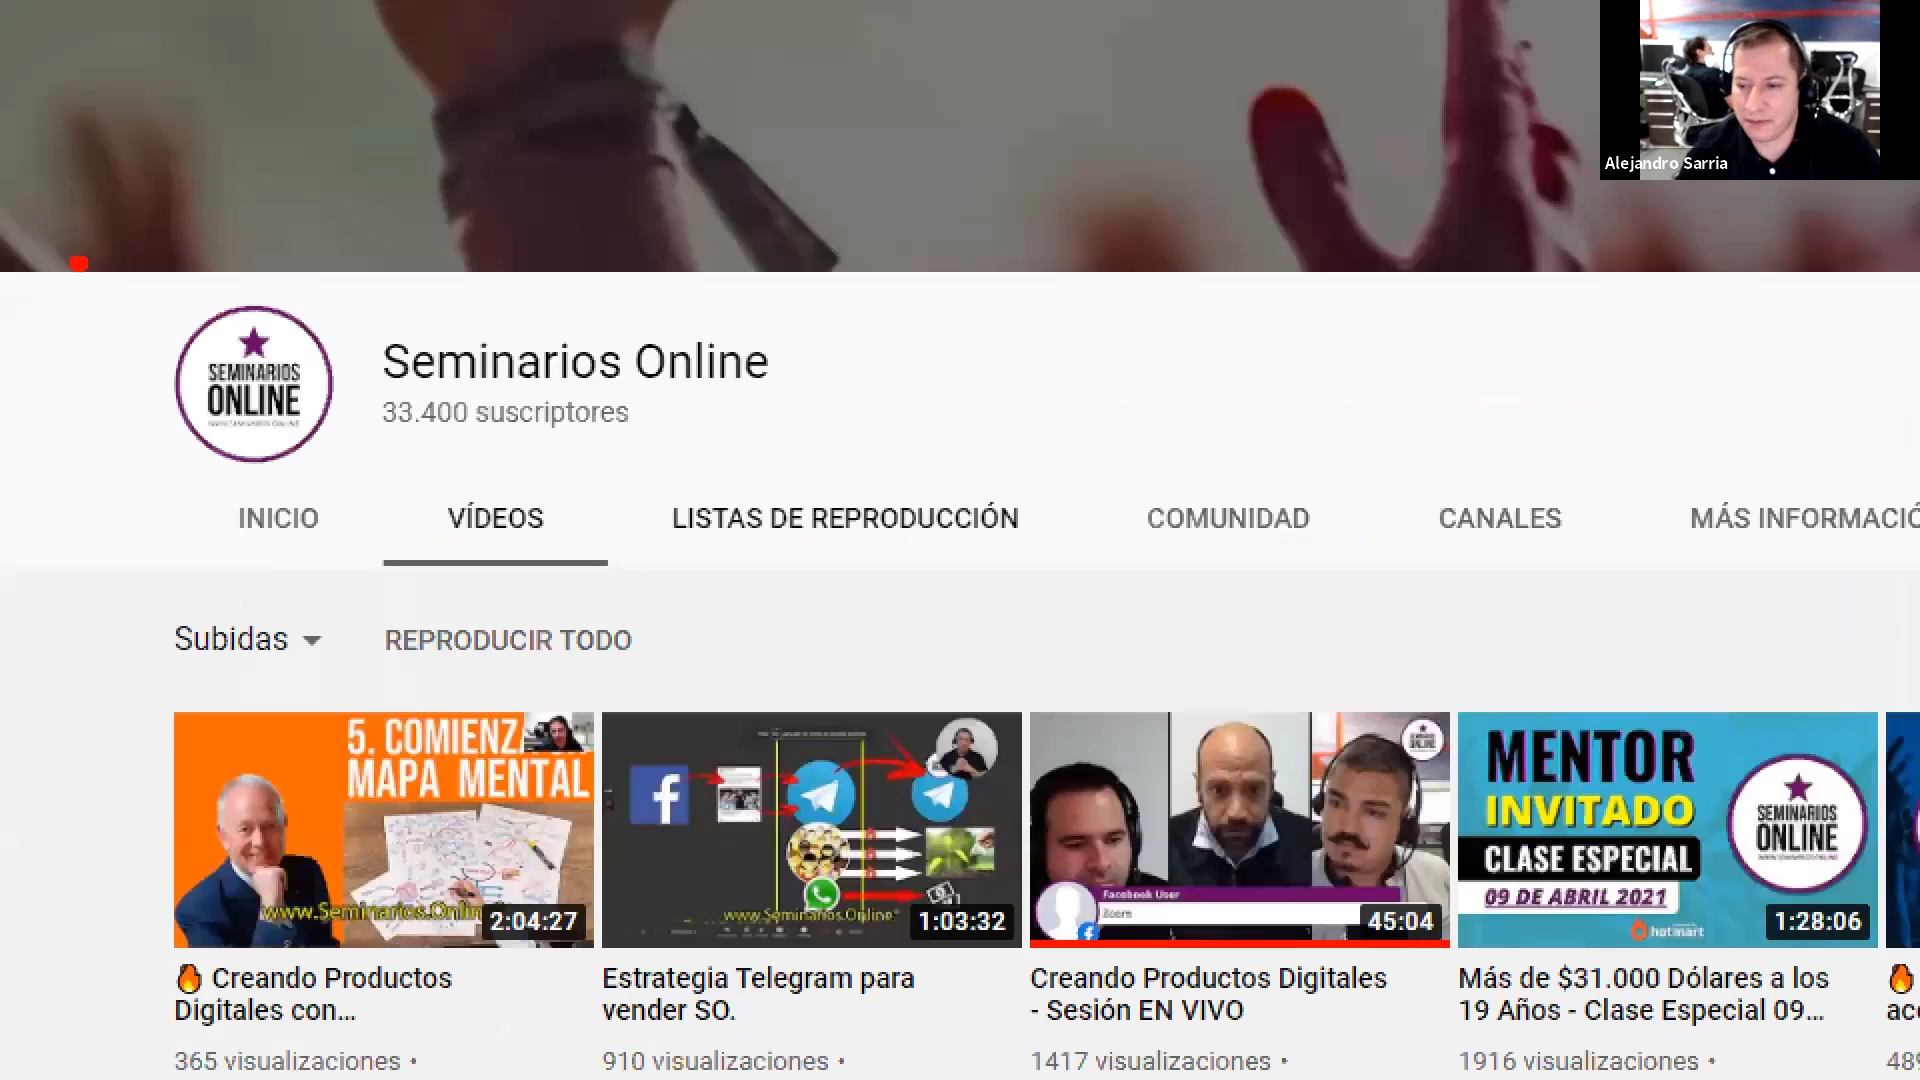 Alejandro Sarria
SEMINARIOS
ONLINE
Seminarios Online
33.400 suscriptores
INICIO
VÍDEOS
LISTAS DE REPRODUCCIÓN
COMUNIDAD
CANALES
MÁS INFORMACIÓ
Subidas
REPRODUCIR TODO
5. COMIENZA
MAPA MENTAL
www.Seminarios.Onlin
2:04:27
www.Seminarios.Online
1:03:32
Facebook User
Zoom
45:04
MENTOR
INVITADO
CLASE ESPECIAL
09 DE ABRIL 2021
hotmart
SEMINARIOS
ONLINE
1:28:06
🔥 Creando Productos
Digitales con...
365 visualizaciones •
Estrategia Telegram para
vender SO.
910 visualizaciones •
Creando Productos Digitales
- Sesión EN VIVO
1417 visualizaciones •
Más de $31.000 Dólares a los
19 Años - Clase Especial 09...
1916 visualizaciones •
🔥
acc
489